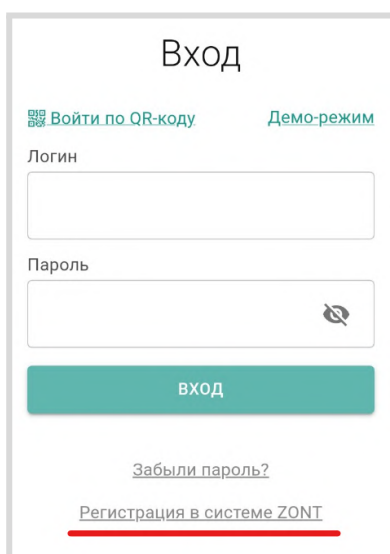 Вход
Войти по QR-коду Демо-режим
Логин
Пароль
ВХОД
Забыли пароль?
Регистрация в системе ZONT